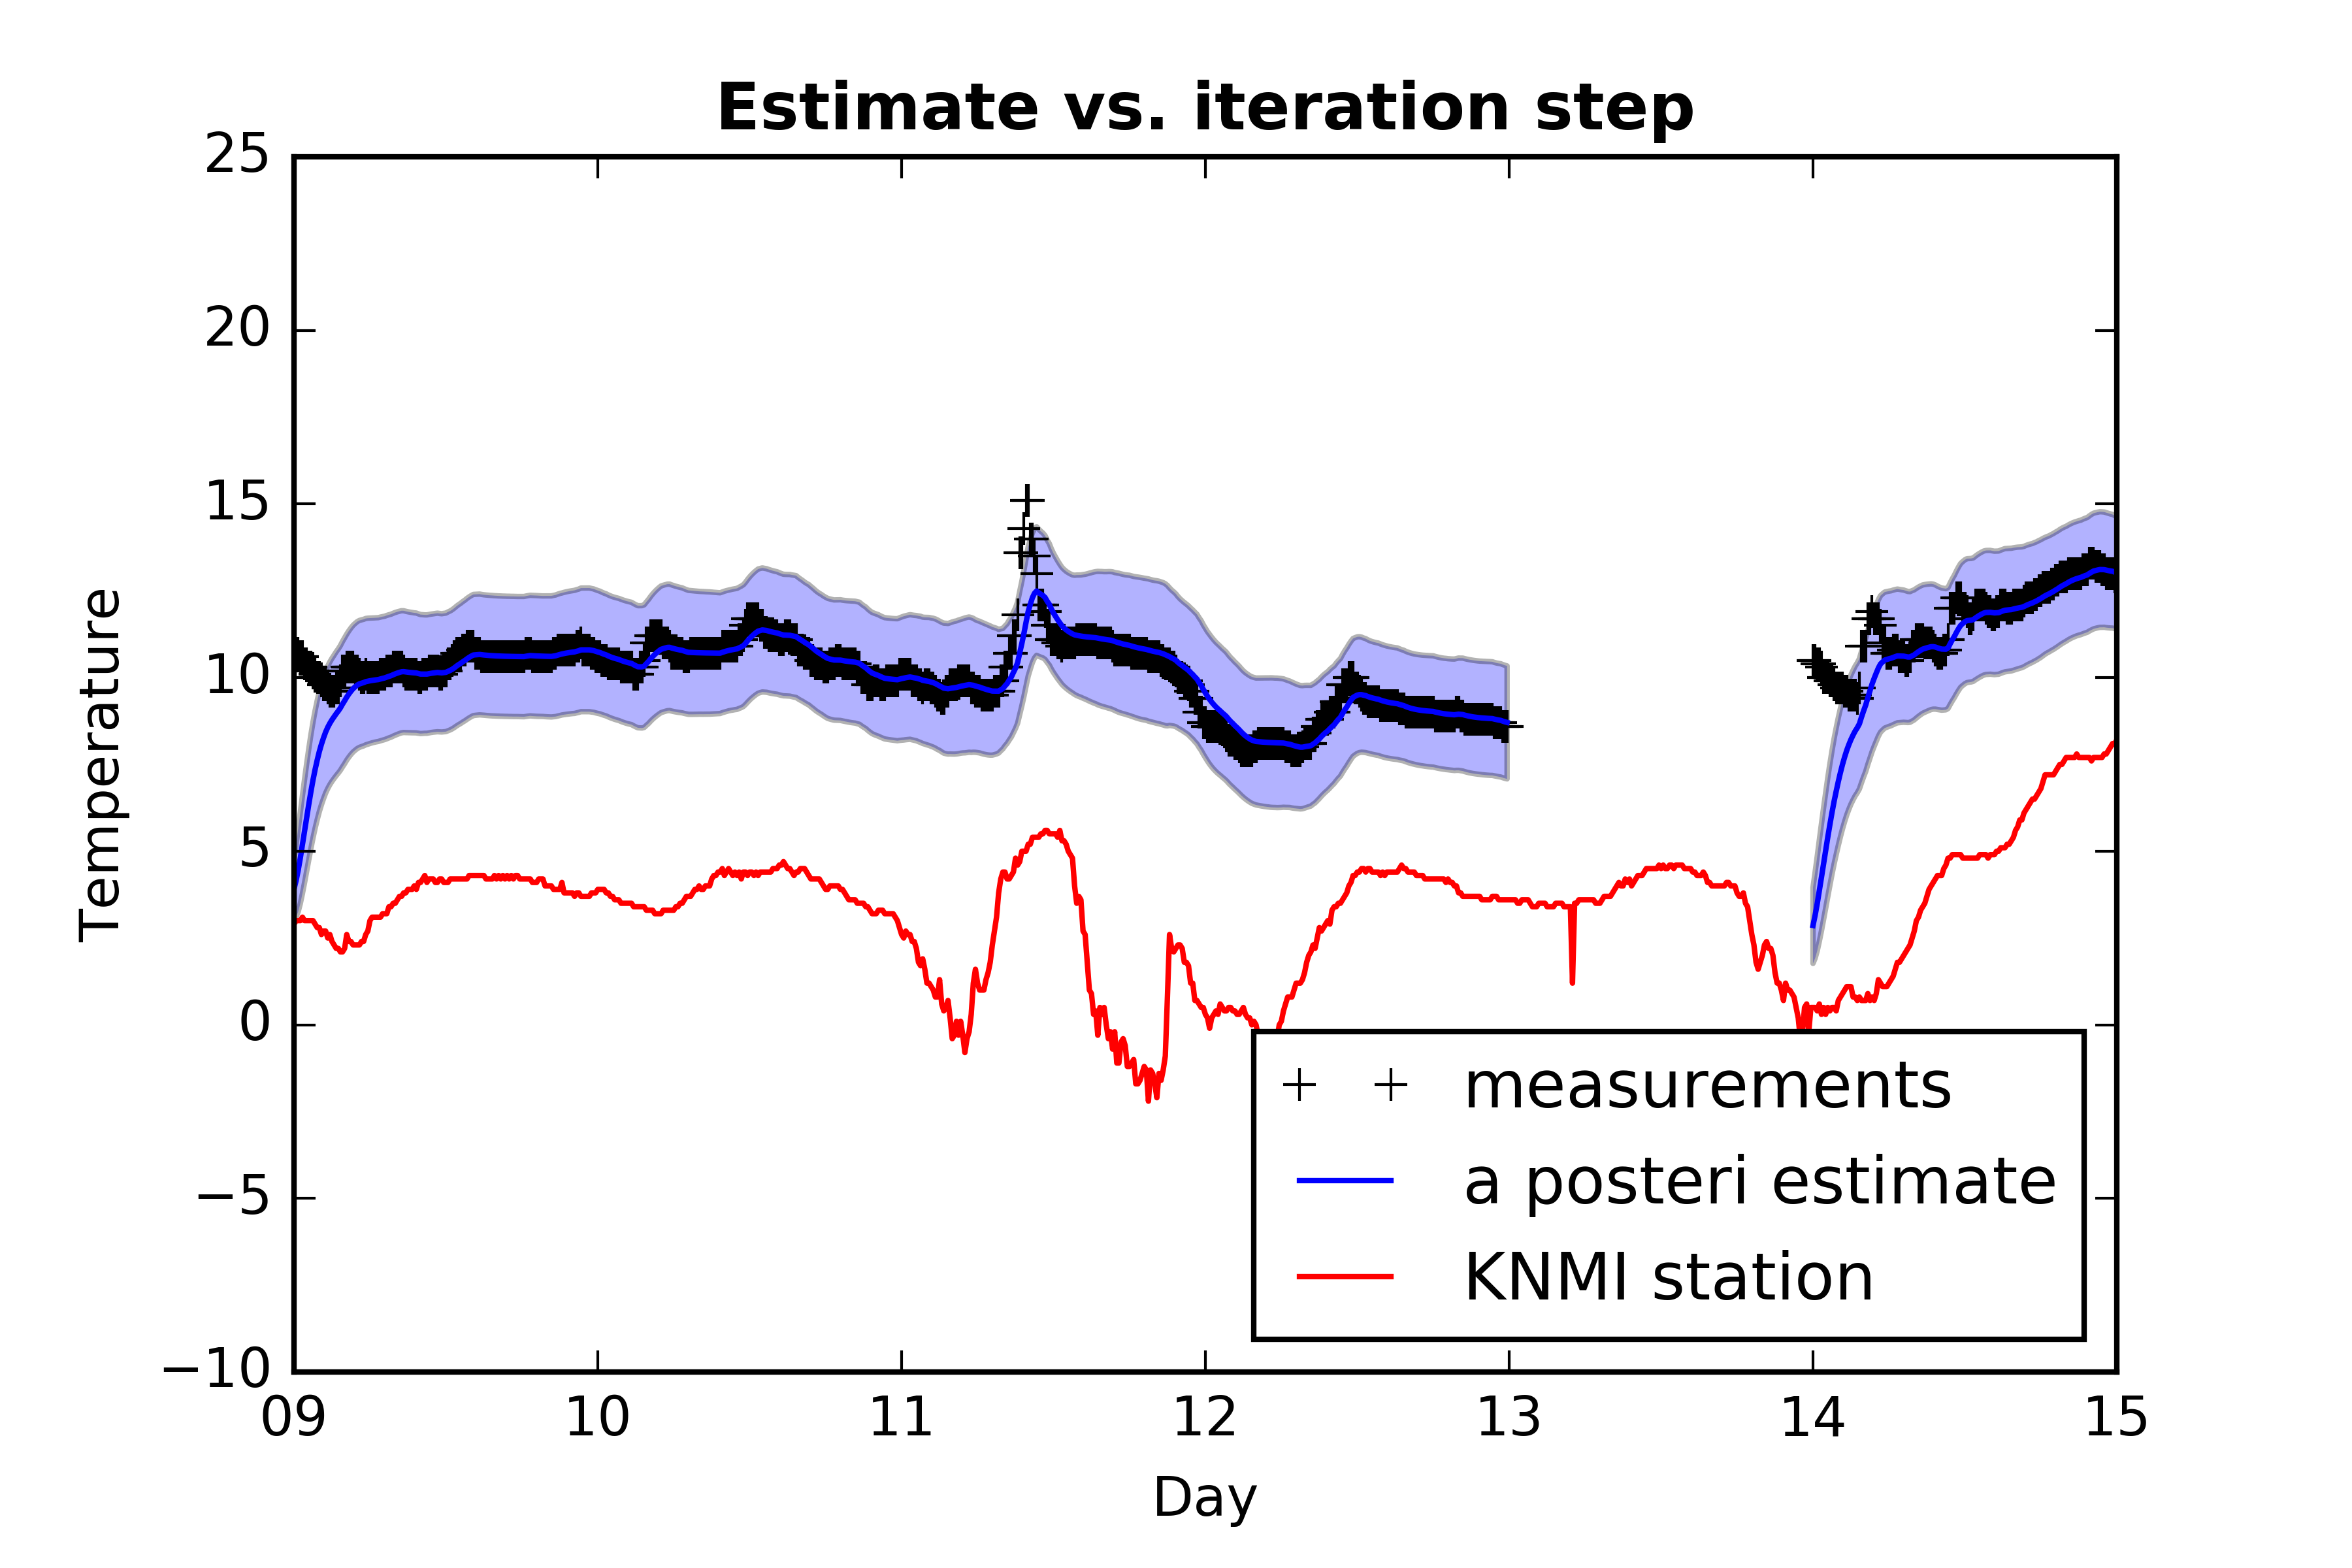 Estimate vs. iteration step
25
20
15
10
5
0
−5
−10
Temperature
measurements
a posteri estimate
KNMI station
09 10 11 12 13 14 15
Day